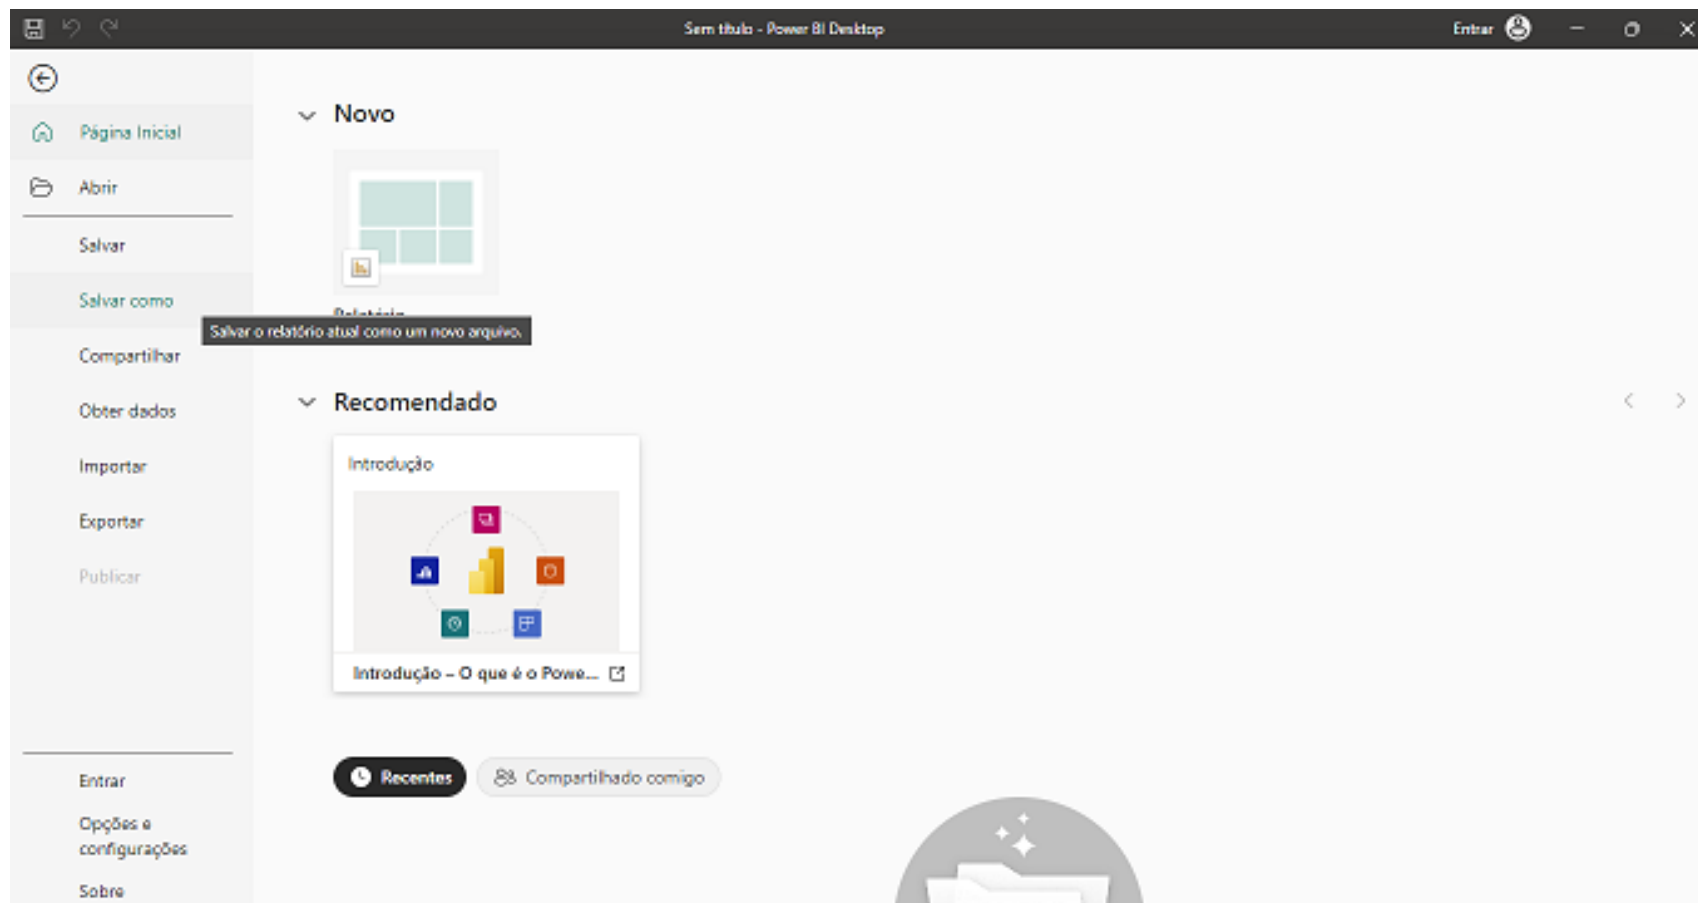 Sem título - Power BI Desktop
Entrar
Página Inicial
Abrir
Salvar
Salvar como
Compartilhar
Obter dados
Importar
Exportar
Publicar
Entrar
Opções e
configurações
Sobre
Novo
Relatório
Salvar o relatório atual como um novo arquivo.
Recomendado
Introdução
Introdução – O que é o Powe...
Recentes
Compartilhado comigo